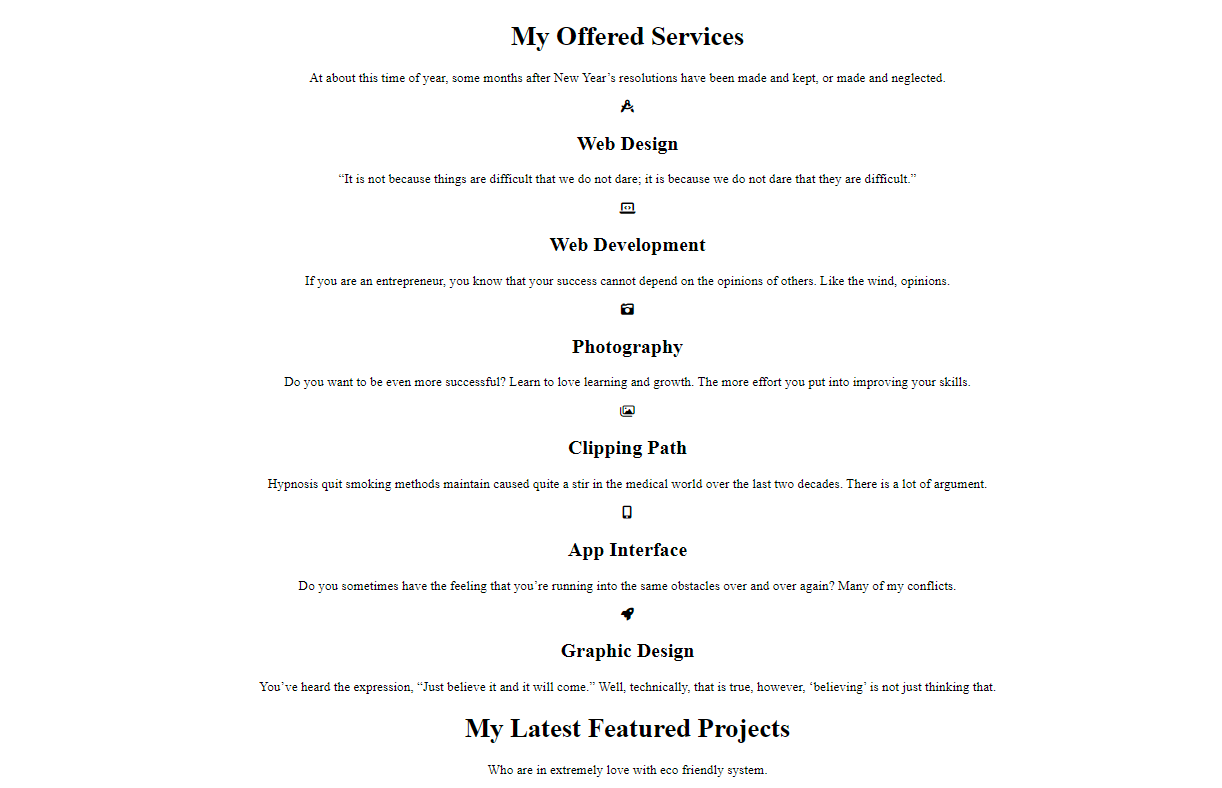 My Offered Services
At about this time of year, some months after New Year’s resolutions have been made and kept, or made and neglected.
Web Design
“It is not because things are difficult that we do not dare; it is because we do not dare that they are difficult.”
Web Development
If you are an entrepreneur, you know that your success cannot depend on the opinions of others. Like the wind, opinions.
Photography
Do you want to be even more successful? Learn to love learning and growth. The more effort you put into improving your skills.
Clipping Path
Hypnosis quit smoking methods maintain caused quite a stir in the medical world over the last two decades. There is a lot of argument.
App Interface
Do you sometimes have the feeling that you’re running into the same obstacles over and over again? Many of my conflicts.
Graphic Design
You’ve heard the expression, “Just believe it and it will come.” Well, technically, that is true, however, ‘believing’ is not just thinking that.
My Latest Featured Projects
Who are in extremely love with eco friendly system.